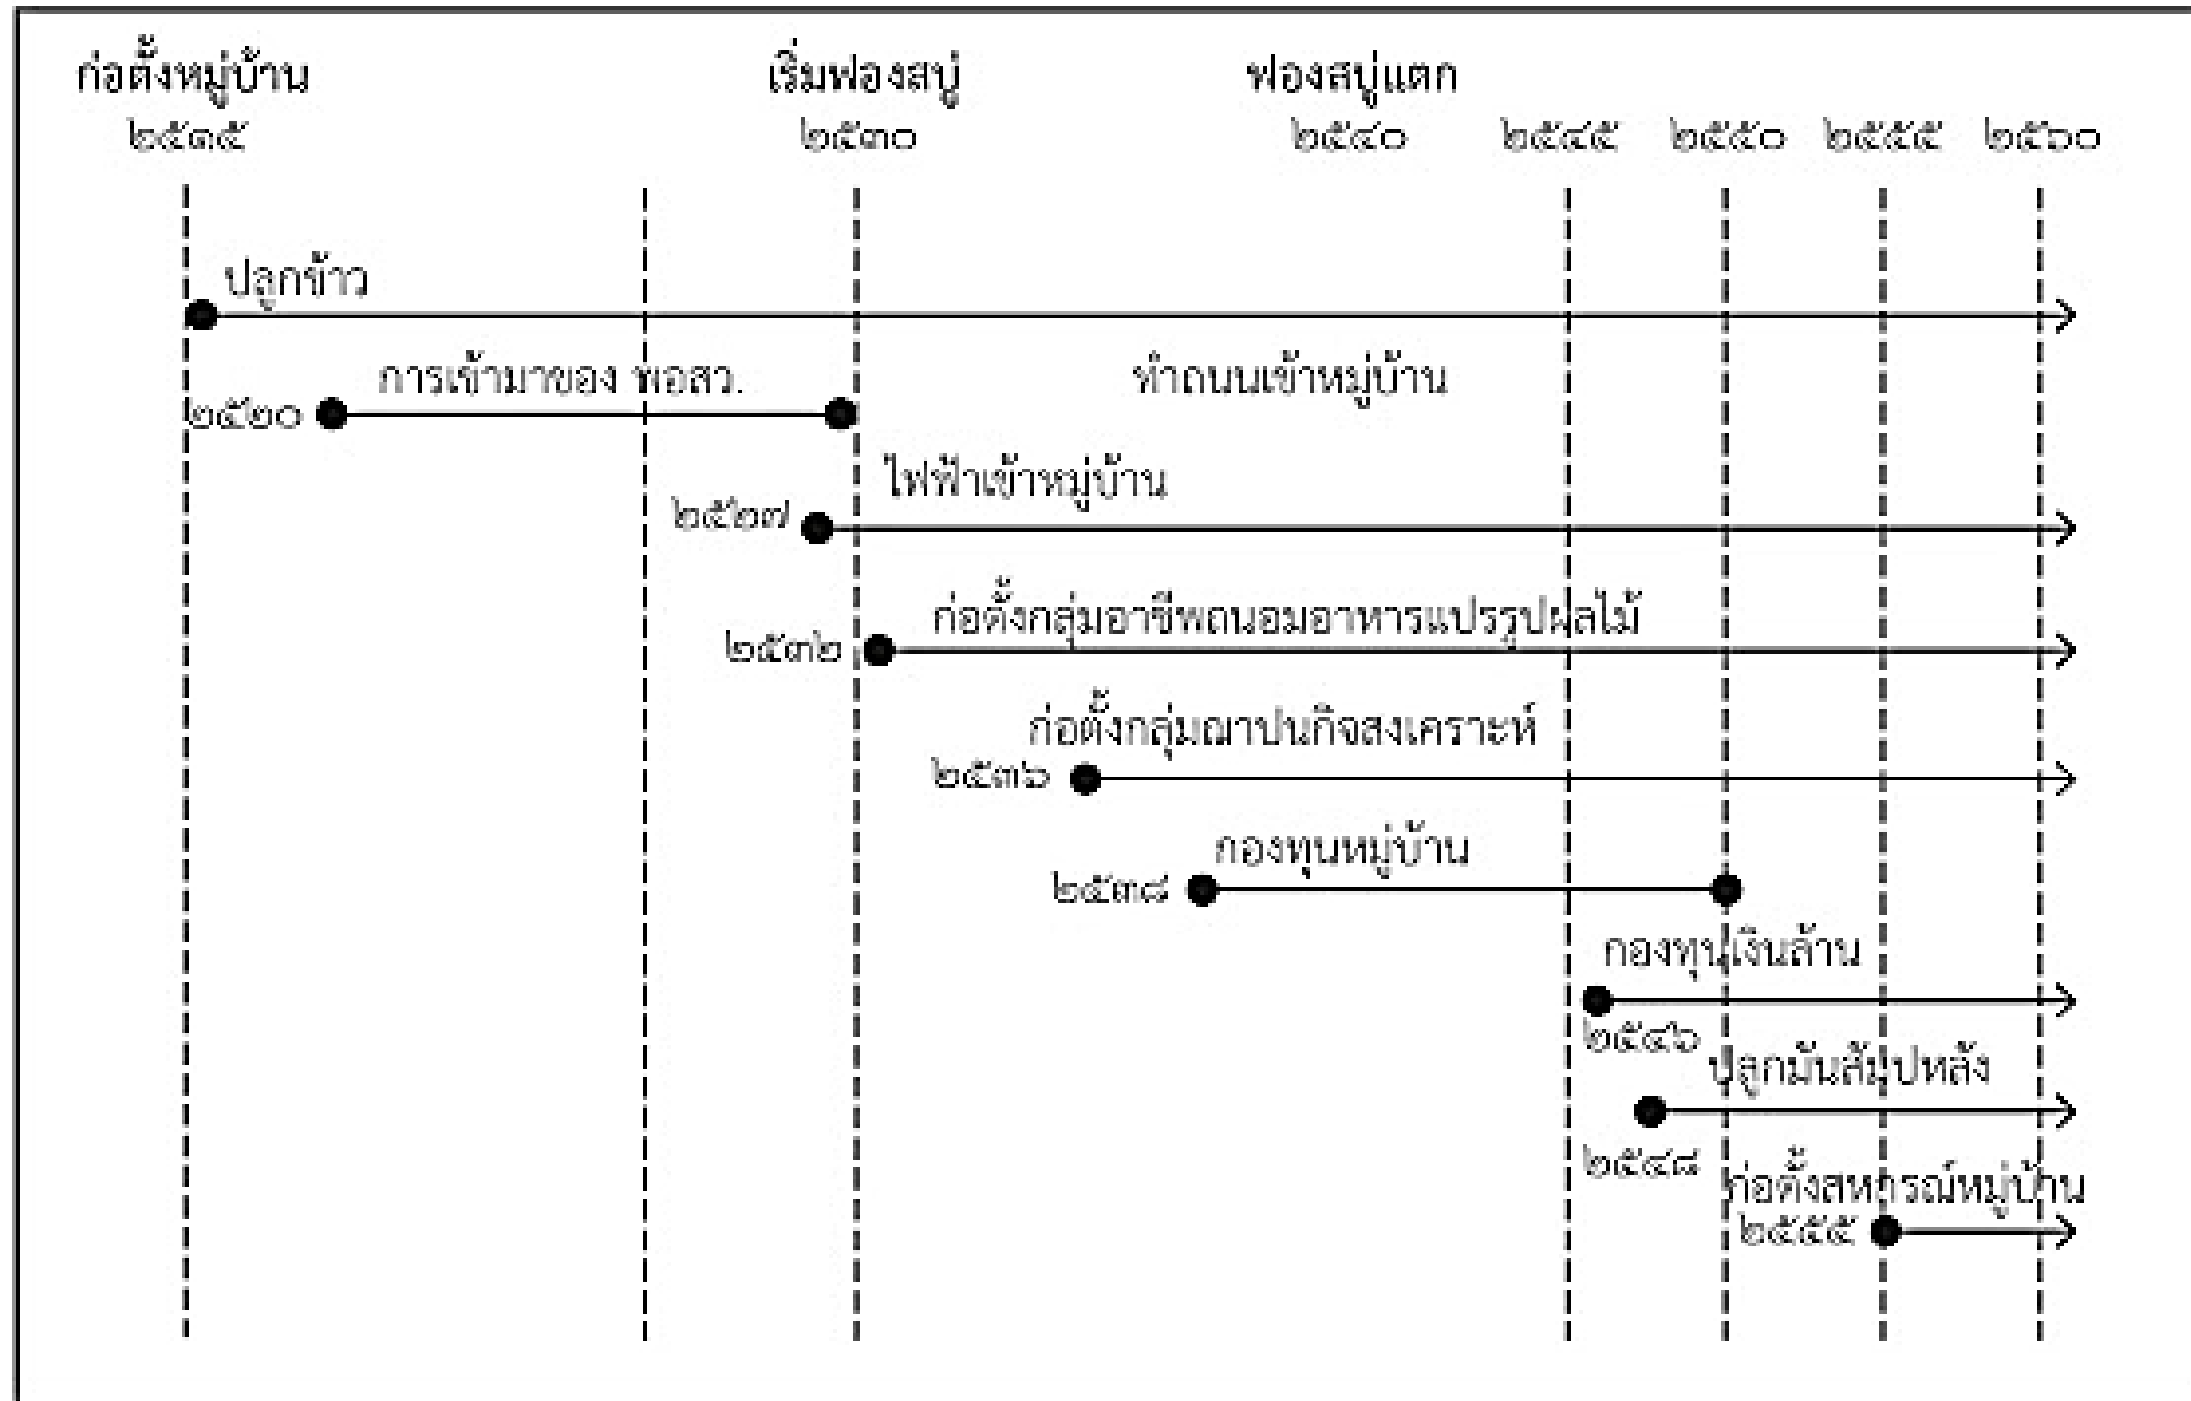 ก่อตั้งหมู่บ้าน เริ่มฟองสบู่ ฟองสบู่แตก
๒๕๑๕ ๒๕๓๐ ๒๕๔๐ ๒๕๔๕ ๒๕๕๐ ๒๕๕๕ ๒๕๖๐
ปลูกข้าว
การเข้ามาของ พอสว. ทำถนนเข้าหมู่บ้าน
๒๕๒๐
ไฟฟ้าเข้าหมู่บ้าน
๒๕๒๗
ก่อตั้งกลุ่มอาชีพถนอมอาหารแปรรูปผลไม้
๒๕๓๒
ก่อตั้งกลุ่มฌาปนกิจสงเคราะห์
๒๕๓๖
กองทุนหมู่บ้าน
๒๕๓๘
กองทุนเงินล้าน
๒๕๔๖
ปลูกมันสัมปหลัง
๒๕๔๘
ก่อตั้งสหกรณ์หมู่บ้าน
๒๕๕๕